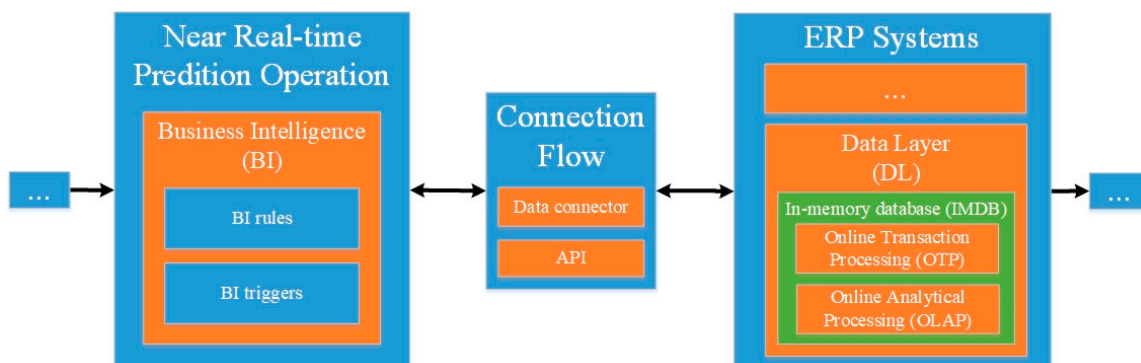 ...
Near Real-time
Predition Operation
Business Intelligence
(BI)
BI rules
BI triggers
Connection
Flow
Data connector
API
ERP Systems
...
Data Layer
(DL)
In-memory database (IMDB)
Online Transaction
Processing (OTP)
Online Analytical
Processing (OLAP)
...